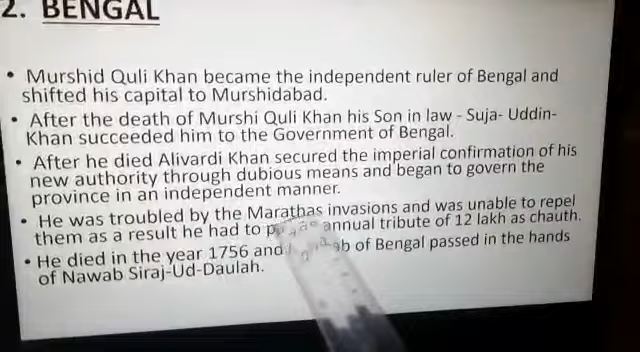 2. BENGAL
• Murshid Quli Khan became the independent ruler of Bengal and
shifted his capital to Murshidabad.
• After the death of Murshi Quli Khan his Son in law - Suja- Uddin-
Khan succeeded him to the Government of Bengal.
• After he died Alivardi Khan secured the imperial confirmation of his
new authority through dubious means and began to govern the
province in an independent manner.
• He was troubled by the Marathas invasions and was unable to repel
them as a result he had to annual tribute of 12 lakh as chauth.
• He died in the year 1756 and of Bengal passed in the hands
of Nawab Siraj-Ud-Daulah.